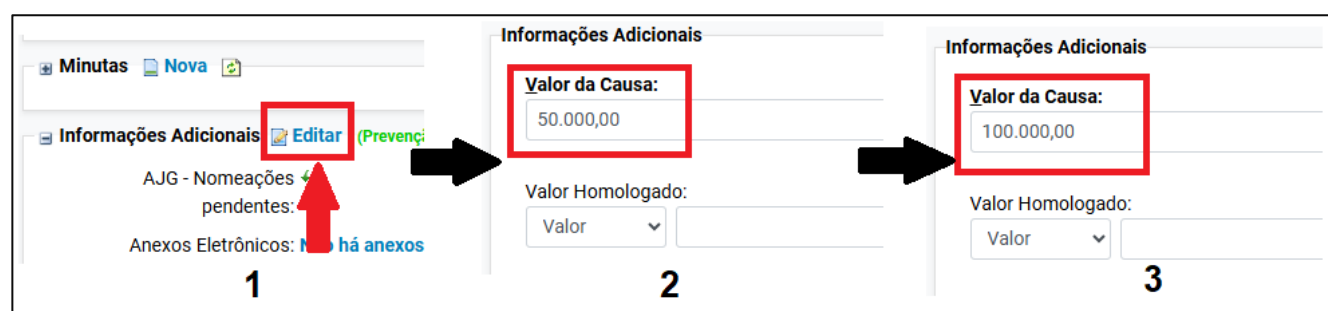 Minutas Nova
Informações Adicionais Editar (Prevenç
AJG - Nomeações
pendentes:
Anexos Eletrônicos: há anexos
1
Informações Adicionais
Valor da Causa:
50.000,00
Valor Homologado:
Valor
2
Informações Adicionais
Valor da Causa:
100.000,00
Valor Homologado:
Valor
3